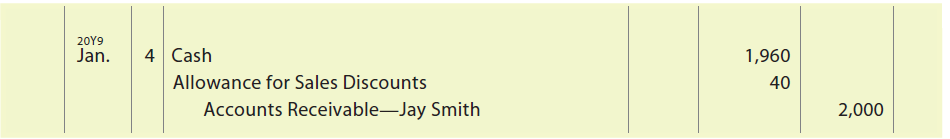 20Y9
Jan. 4 Cash 1,960
Allowance for Sales Discounts 40
Accounts Receivable—Jay Smith 2,000